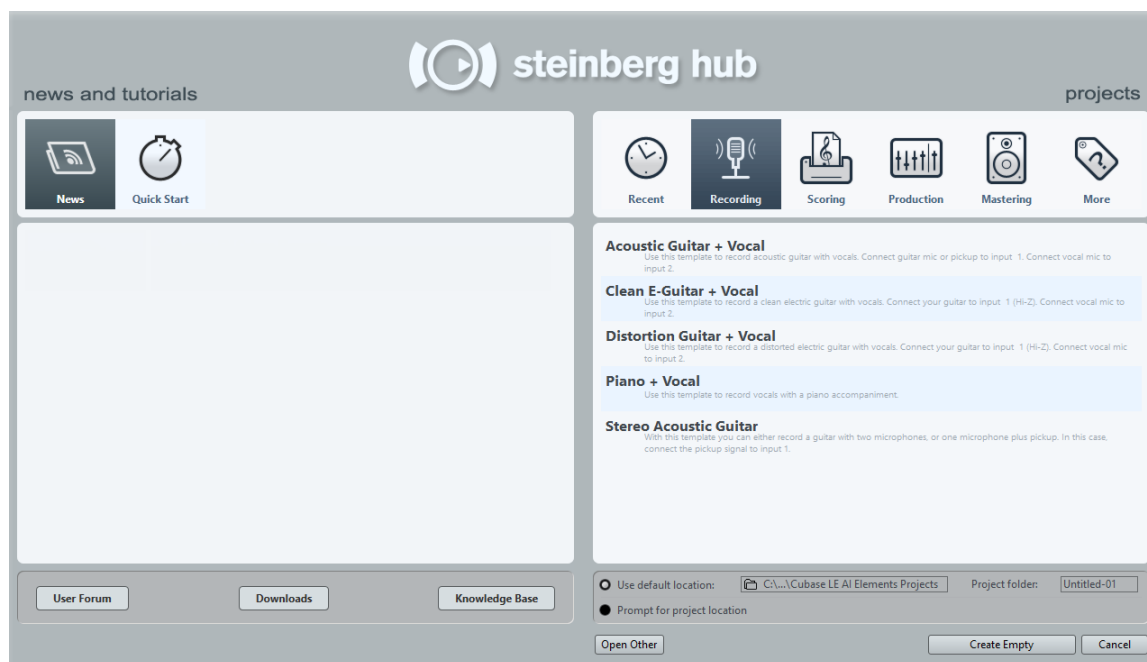 steinberg hub
news and tutorials
projects
News
Quick Start
Recent
Recording
Scoring
Production
Mastering
More
Acoustic Guitar + Vocal
Use this template to record acoustic guitar with vocals. Connect guitar mic or pickup to input 1. Connect vocal mic to
input 2.
Clean E-Guitar + Vocal
Use this template to record a clean electric guitar with vocals. Connect your guitar to input 1 (Hi-Z). Connect vocal mic to
input 2.
Distortion Guitar + Vocal
Use this template to record a distorted electric guitar with vocals. Connect your guitar to input 1 (Hi-Z). Connect vocal mic
to input 2.
Piano + Vocal
Use this template to record vocals with a piano accompaniment.
Stereo Acoustic Guitar
With this template you can either record a guitar with two microphones, or one microphone plus pickup. In this case,
connect the pickup signal to input 1.
User Forum
Downloads
Knowledge Base
Use default location:
C:\...\Cubase LE AI Elements Projects
Project folder:
Untitled-01
Prompt for project location
Open Other
Create Empty
Cancel